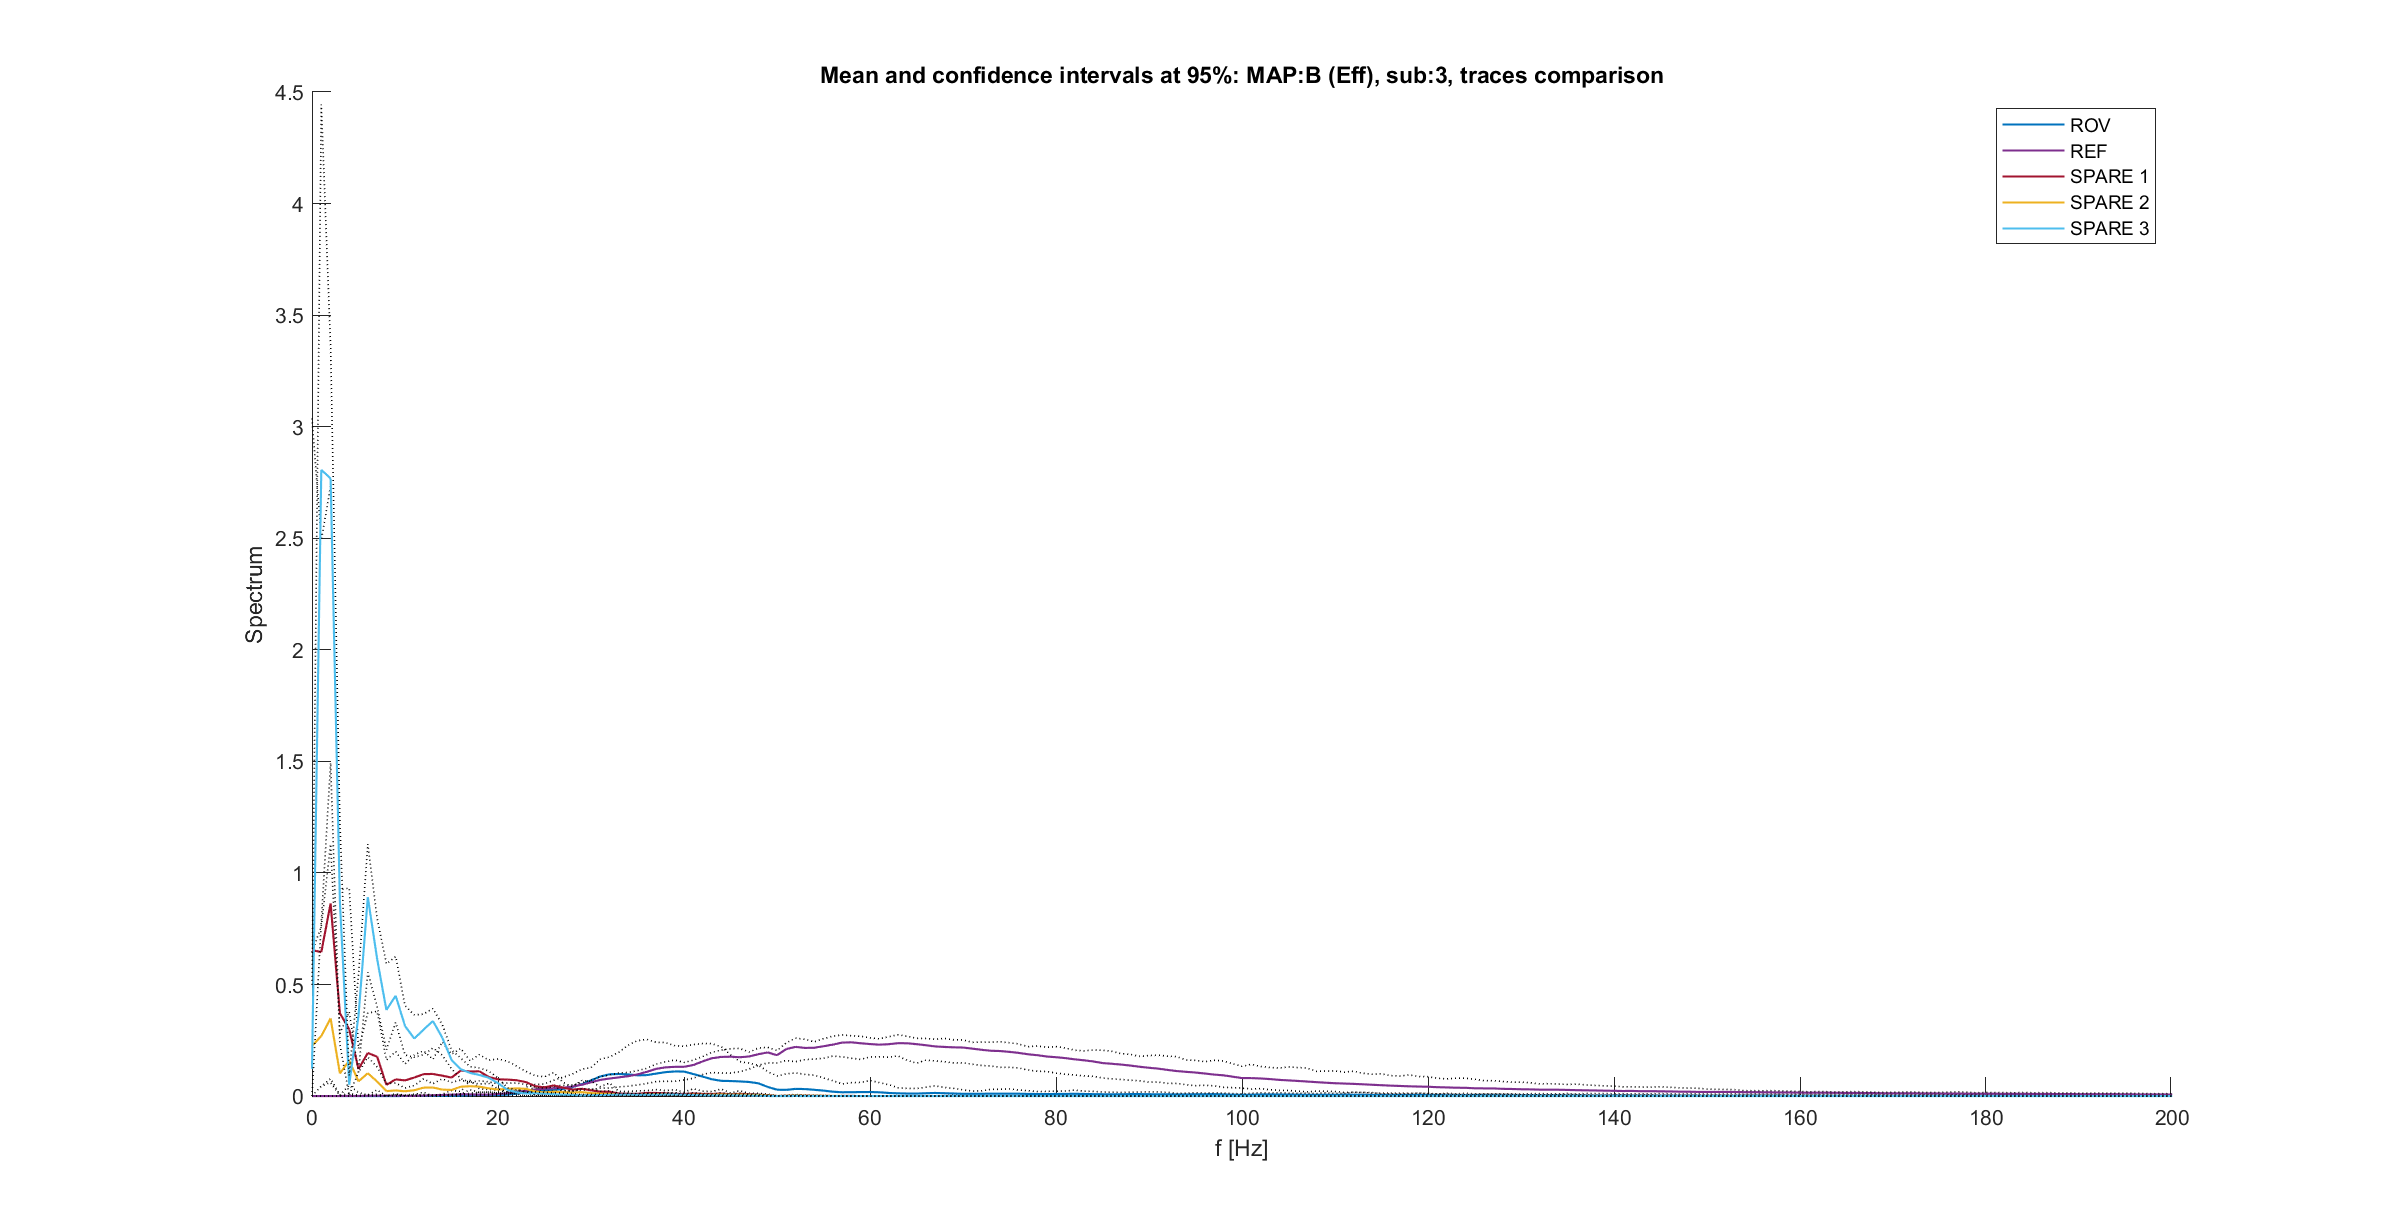 Mean and confidence intervals at 95%: MAP:B (Eff), sub:3, traces comparison
4.5
4
3.5
3
2.5
2
1.5
1
0.5
0
Spectrum
ROV
REF
SPARE 1
SPARE 2
SPARE 3
0 20 40 60 80 100 120 140 160 180 200
f [Hz]